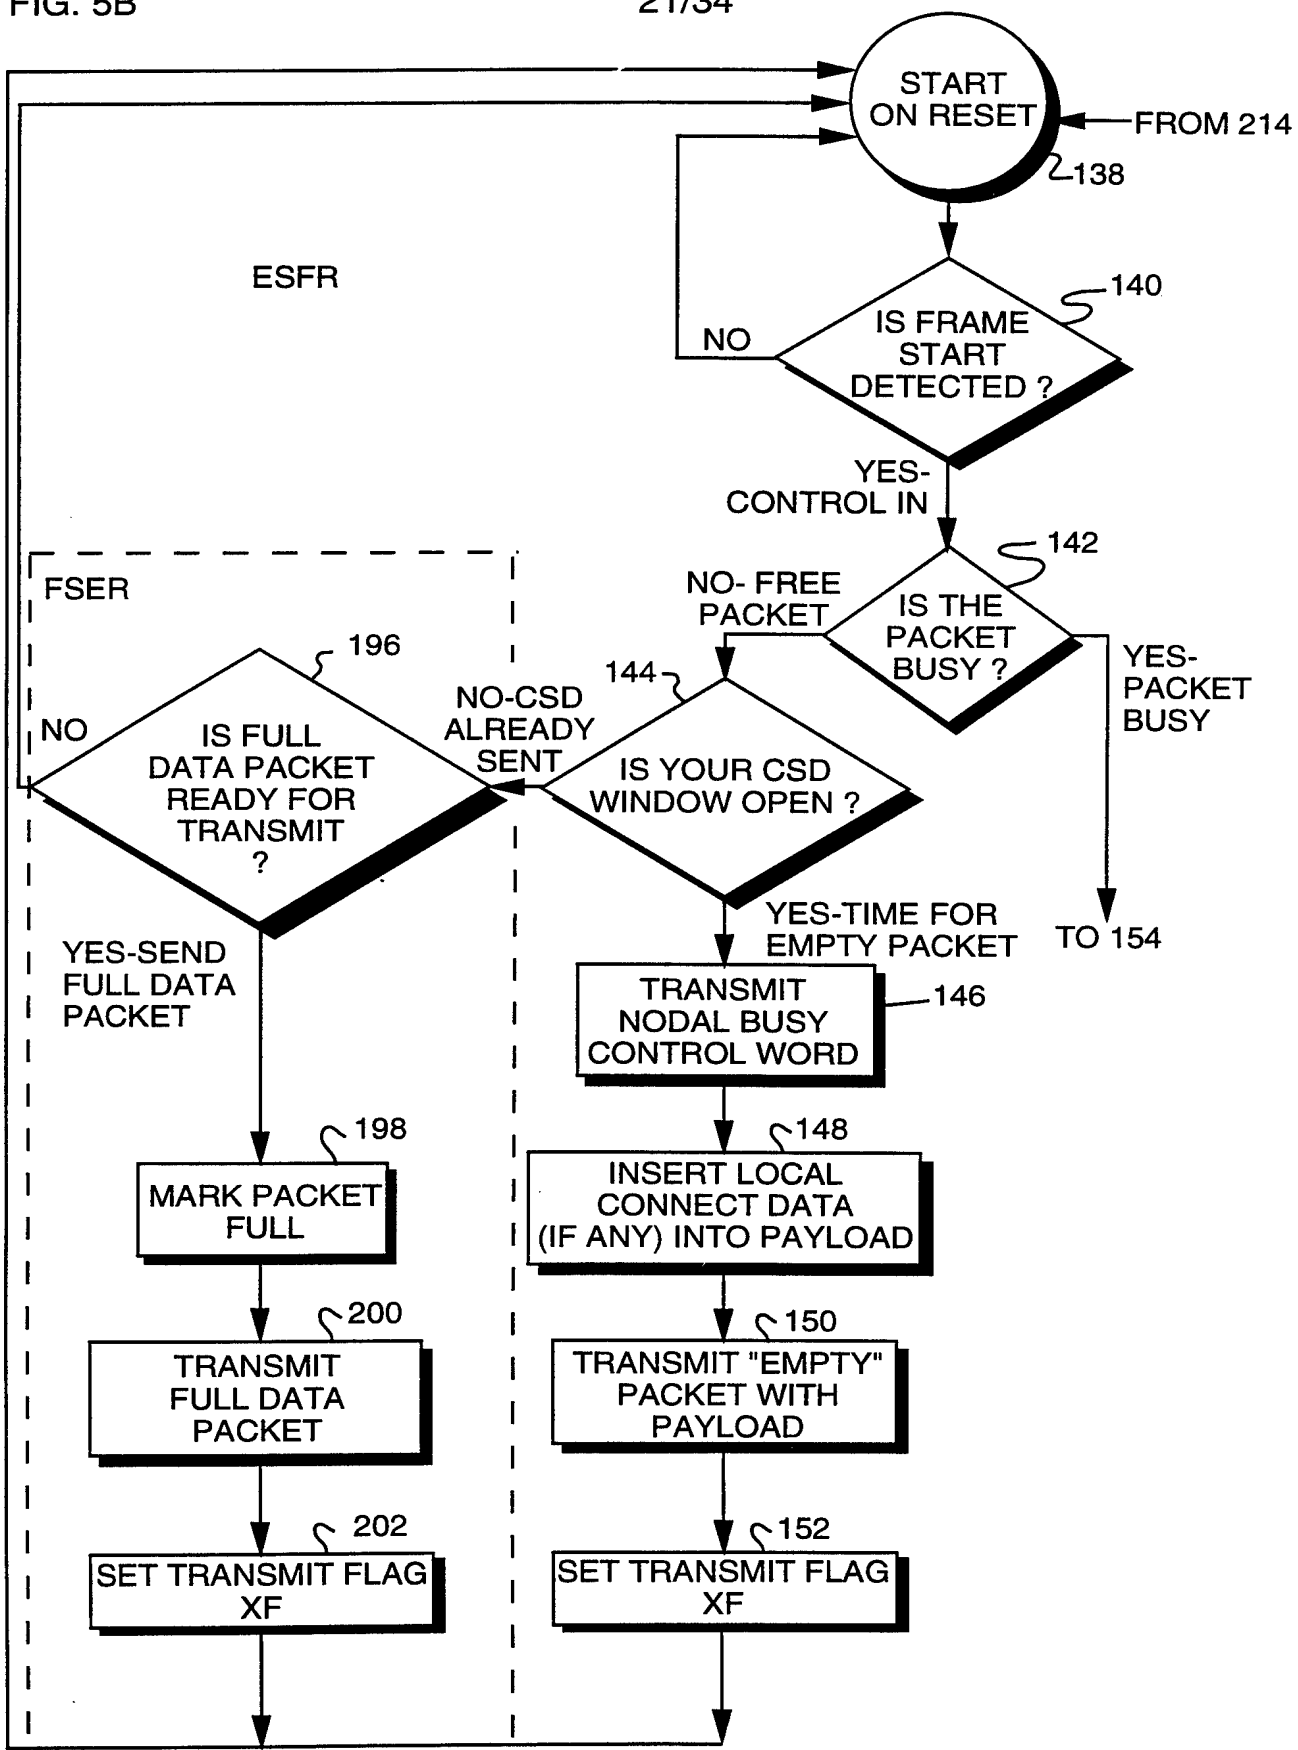 FIG. 5B
21/34
START
ON RESET
FROM 214
138
ESFR
140
IS FRAME
START
DETECTED ?
NO
YES-
CONTROL IN
142
NO- FREE
PACKET
IS THE
PACKET
BUSY ?
YES-
PACKET
BUSY
FSER
196
144
NO
IS FULL
DATA PACKET
READY FOR
TRANSMIT
?
NO-CSD
ALREADY
SENT
IS YOUR CSD
WINDOW OPEN ?
YES-TIME FOR
EMPTY PACKET
TO 154
YES-SEND
FULL DATA
PACKET
TRANSMIT
NODAL BUSY
CONTROL WORD
146
198
148
MARK PACKET
FULL
INSERT LOCAL
CONNECT DATA
(IF ANY) INTO PAYLOAD
200
150
TRANSMIT
FULL DATA
PACKET
TRANSMIT "EMPTY"
PACKET WITH
PAYLOAD
202
152
SET TRANSMIT FLAG
XF
SET TRANSMIT FLAG
XF